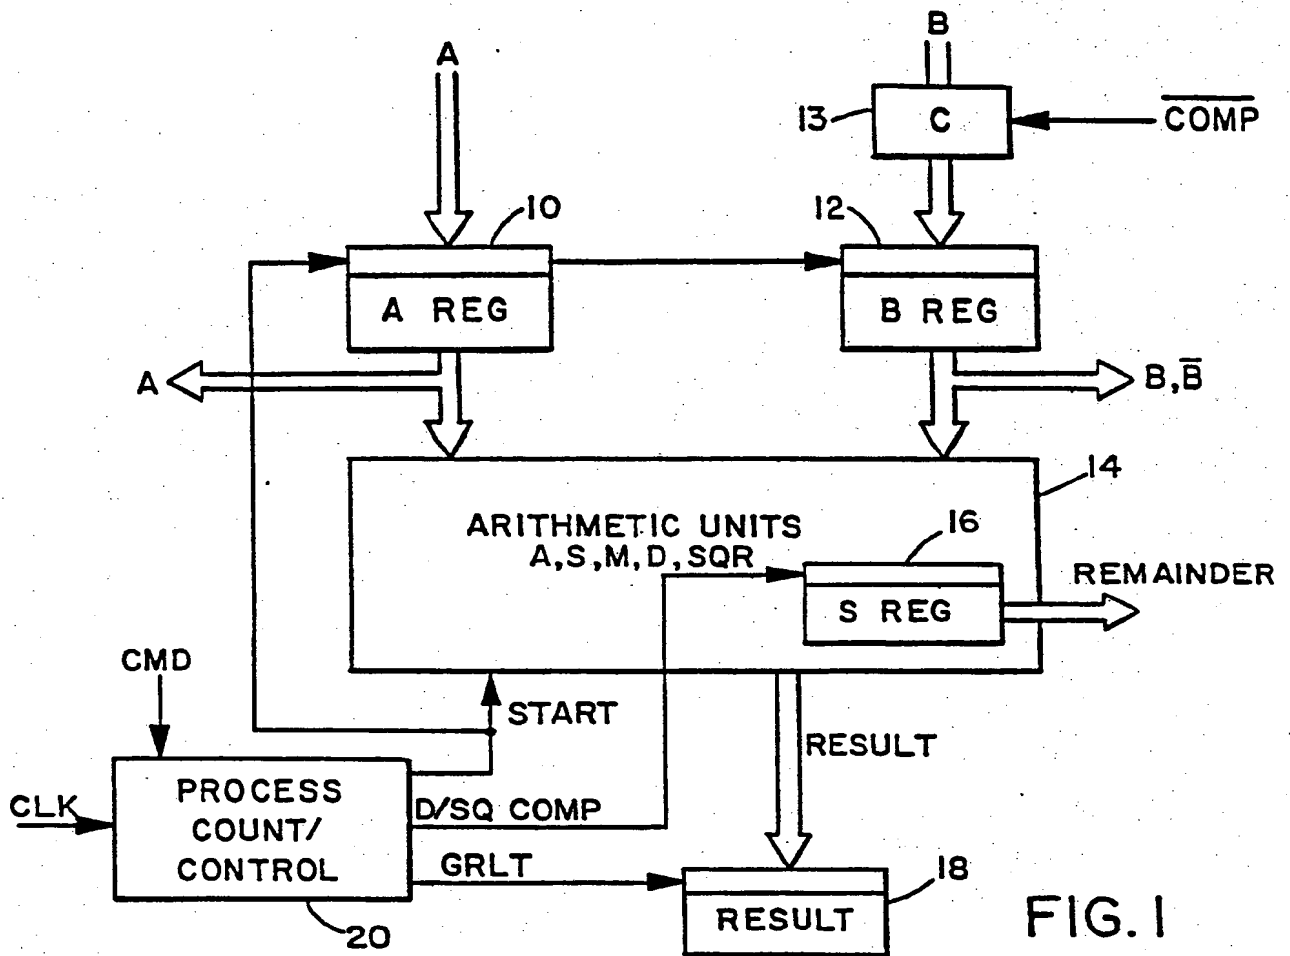 B
A
13
C
C̅O̅M̅P̅
10
12
A REG
B REG
A
B, B̅
14
ARITHMETIC UNITS
A, S, M, D, SQR
16
REMAINDER
S REG
CMD
START
RESULT
PROCESS
COUNT/
CONTROL
CLK
D/SQ COMP
GRLT
18
RESULT
20
FIG. 1